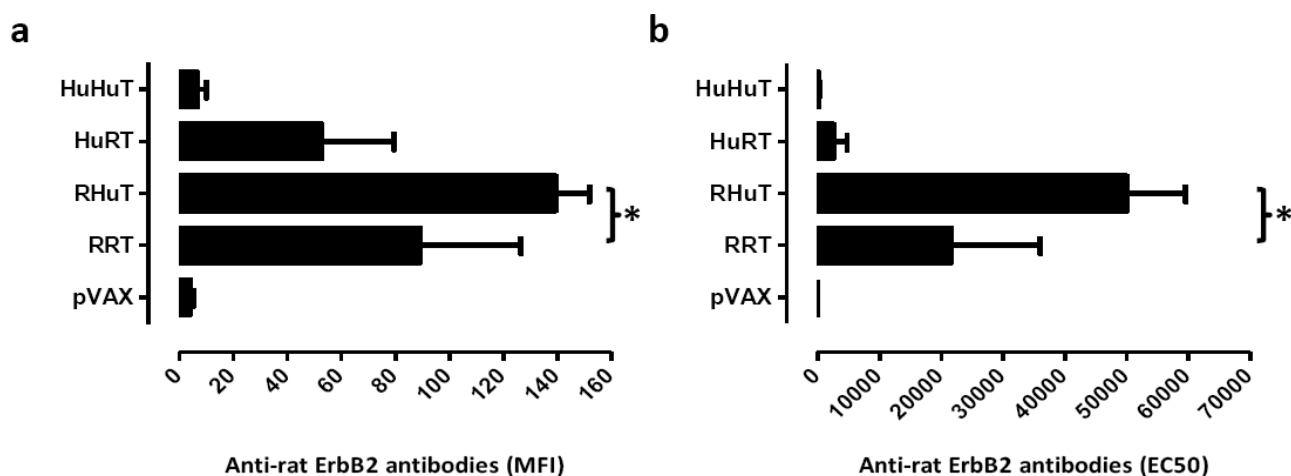 a
HuHuT
HuRT
RHuT
RRT
pVAX
*
0 20 40 60 80 100 120 140 160
Anti-rat ErbB2 antibodies (MFI)
b
HuHuT
HuRT
RHuT
RRT
pVAX
*
0 10000 20000 30000 40000 50000 60000 70000
Anti-rat ErbB2 antibodies (EC50)